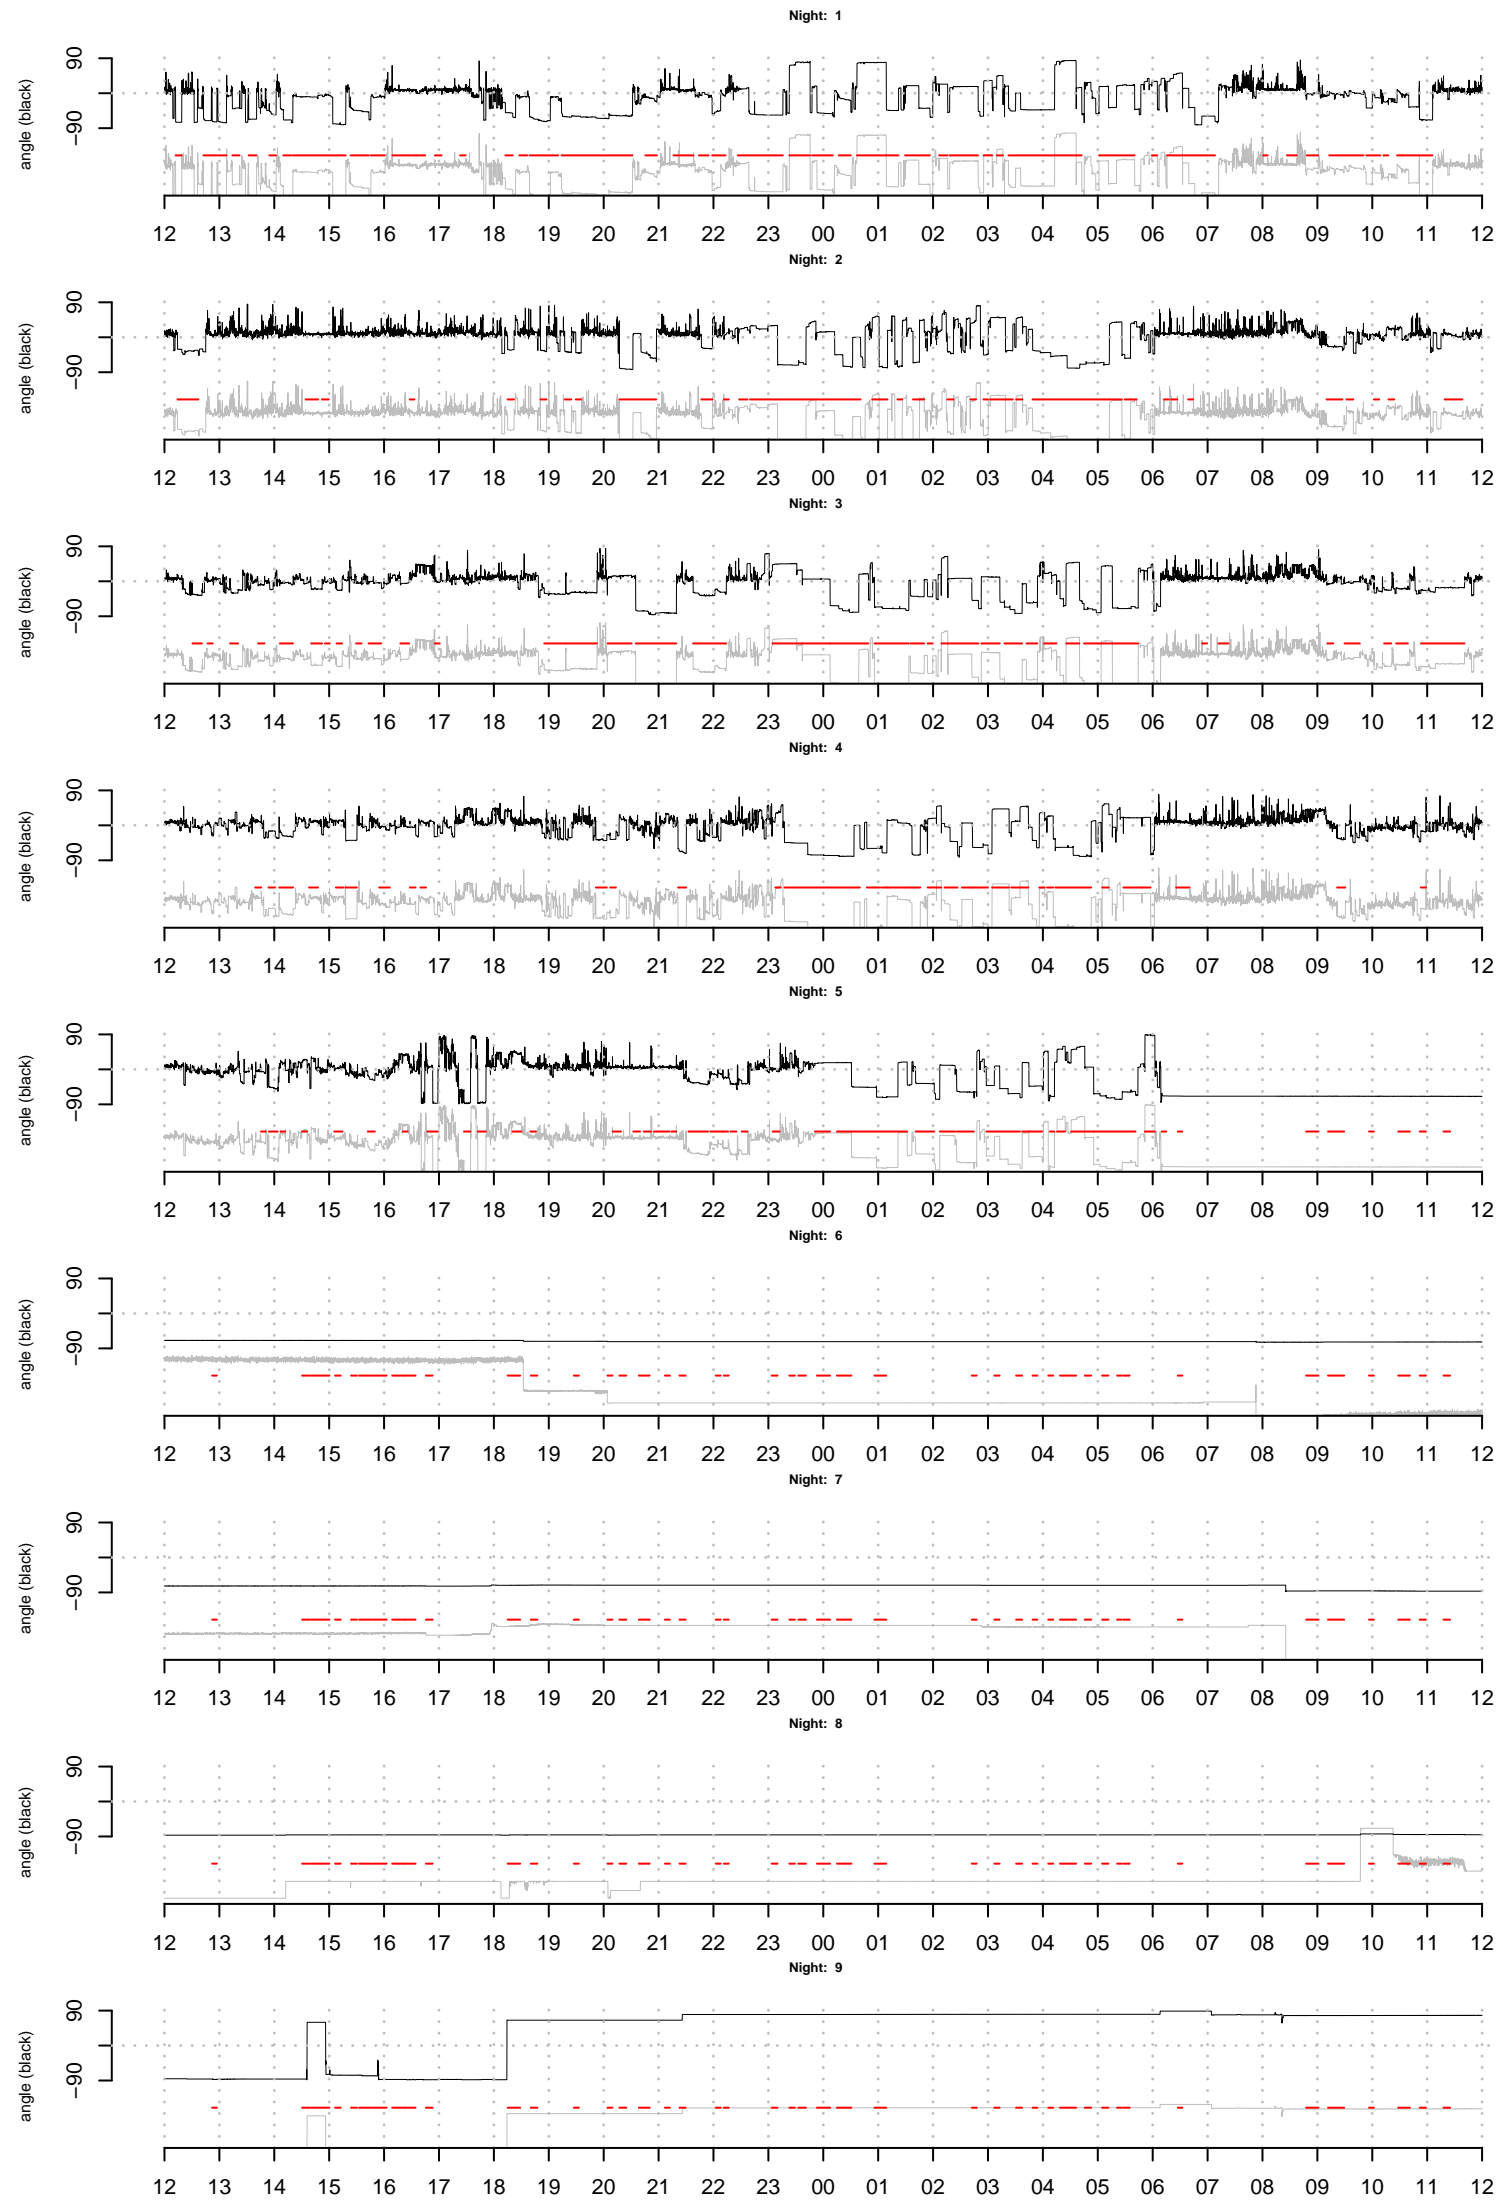 Night: 1
90
-90
angle (black)
12 13 14 15 16 17 18 19 20 21 22 23 00 01 02 03 04 05 06 07 08 09 10 11 12
Night: 2
90
-90
angle (black)
12 13 14 15 16 17 18 19 20 21 22 23 00 01 02 03 04 05 06 07 08 09 10 11 12
Night: 3
90
-90
angle (black)
12 13 14 15 16 17 18 19 20 21 22 23 00 01 02 03 04 05 06 07 08 09 10 11 12
Night: 4
90
-90
angle (black)
12 13 14 15 16 17 18 19 20 21 22 23 00 01 02 03 04 05 06 07 08 09 10 11 12
Night: 5
90
-90
angle (black)
12 13 14 15 16 17 18 19 20 21 22 23 00 01 02 03 04 05 06 07 08 09 10 11 12
Night: 6
90
-90
angle (black)
12 13 14 15 16 17 18 19 20 21 22 23 00 01 02 03 04 05 06 07 08 09 10 11 12
Night: 7
90
-90
angle (black)
12 13 14 15 16 17 18 19 20 21 22 23 00 01 02 03 04 05 06 07 08 09 10 11 12
Night: 8
90
-90
angle (black)
12 13 14 15 16 17 18 19 20 21 22 23 00 01 02 03 04 05 06 07 08 09 10 11 12
Night: 9
90
-90
angle (black)
12 13 14 15 16 17 18 19 20 21 22 23 00 01 02 03 04 05 06 07 08 09 10 11 12